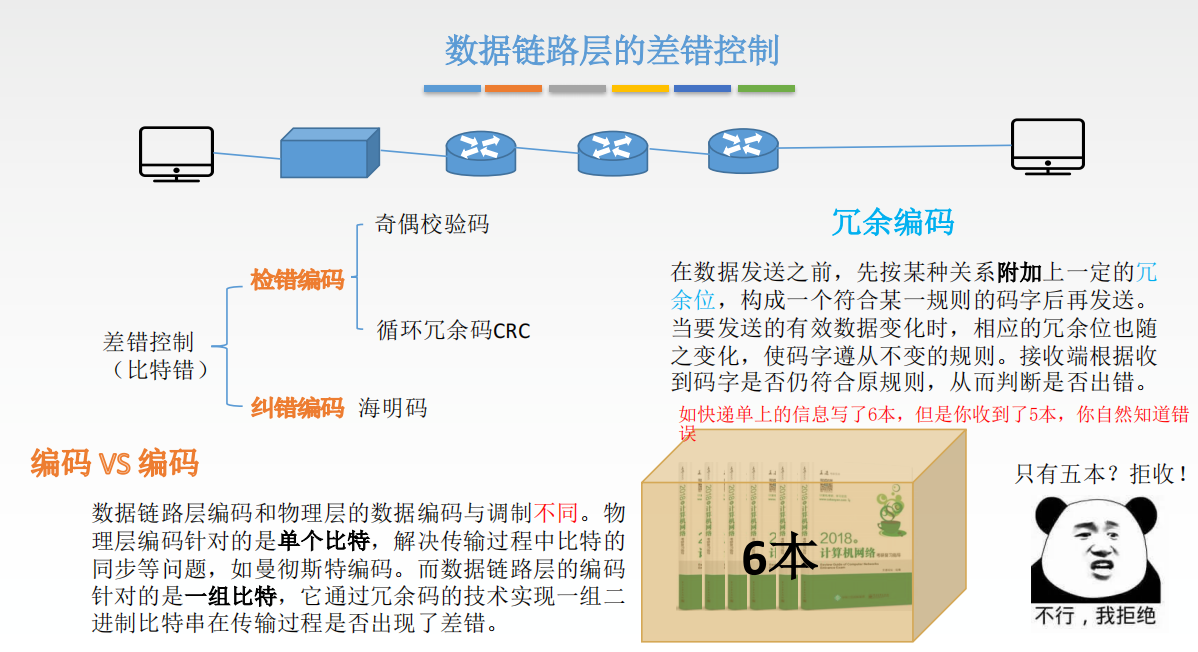 数据链路层的差错控制
奇偶校验码
检错编码
循环冗余码CRC
差错控制
（比特错）
纠错编码 海明码
编码 VS 编码
数据链路层编码和物理层的数据编码与调制不同。物
理层编码针对的是单个比特，解决传输过程中比特的
同步等问题，如曼彻斯特编码。而数据链路层的编码
针对的是一组比特，它通过冗余码的技术实现一组二
进制比特串在传输过程是否出现了差错。
冗余编码
在数据发送之前，先按某种关系附加上一定的冗
余位，构成一个符合某一规则的码字后再发送。
当要发送的有效数据变化时，相应的冗余位也随
之变化，使码字遵从不变的规则。接收端根据收
到码字是否仍符合原规则，从而判断是否出错。
如快递单上的信息写了6本，但是你收到了5本，你自然知道错
误
2018年
计算机网络
6本
只有五本？拒收！
不行，我拒绝